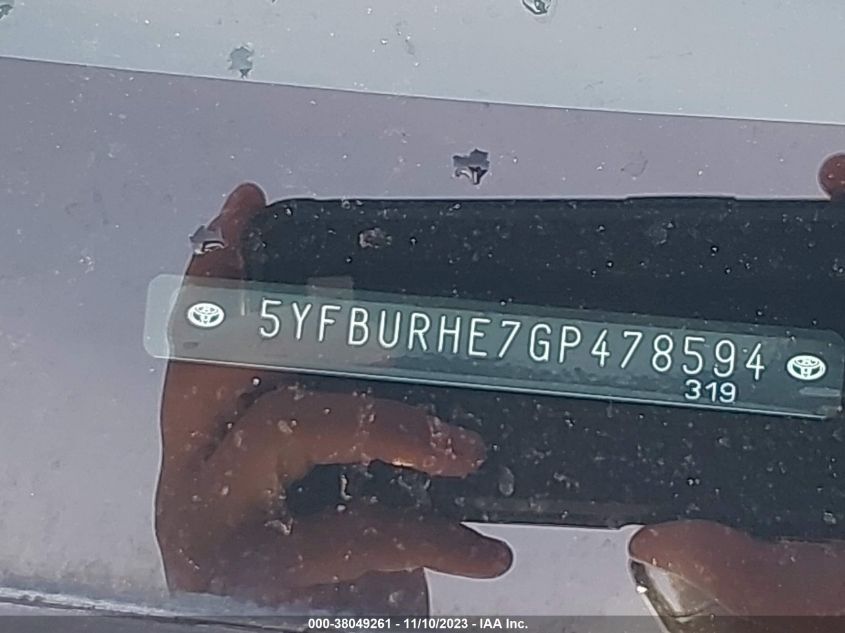 5YFBURHE7GP478594
319
000-38049261 - 11/10/2023 - IAA Inc.